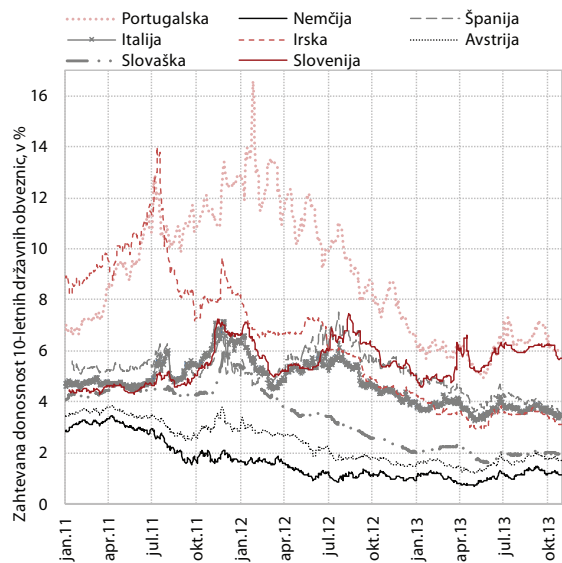 Portugalska Nemčija Španija
Italija Irska Avstrija
Slovaška Slovenija
Zahtevana donosnost 10-letnih državnih obveznic, v %
16
14
12
10
8
6
4
2
0
jan.11
apr.11
jul.11
okt.11
jan.12
apr.12
jul.12
okt.12
jan.13
apr.13
jul.13
okt.13